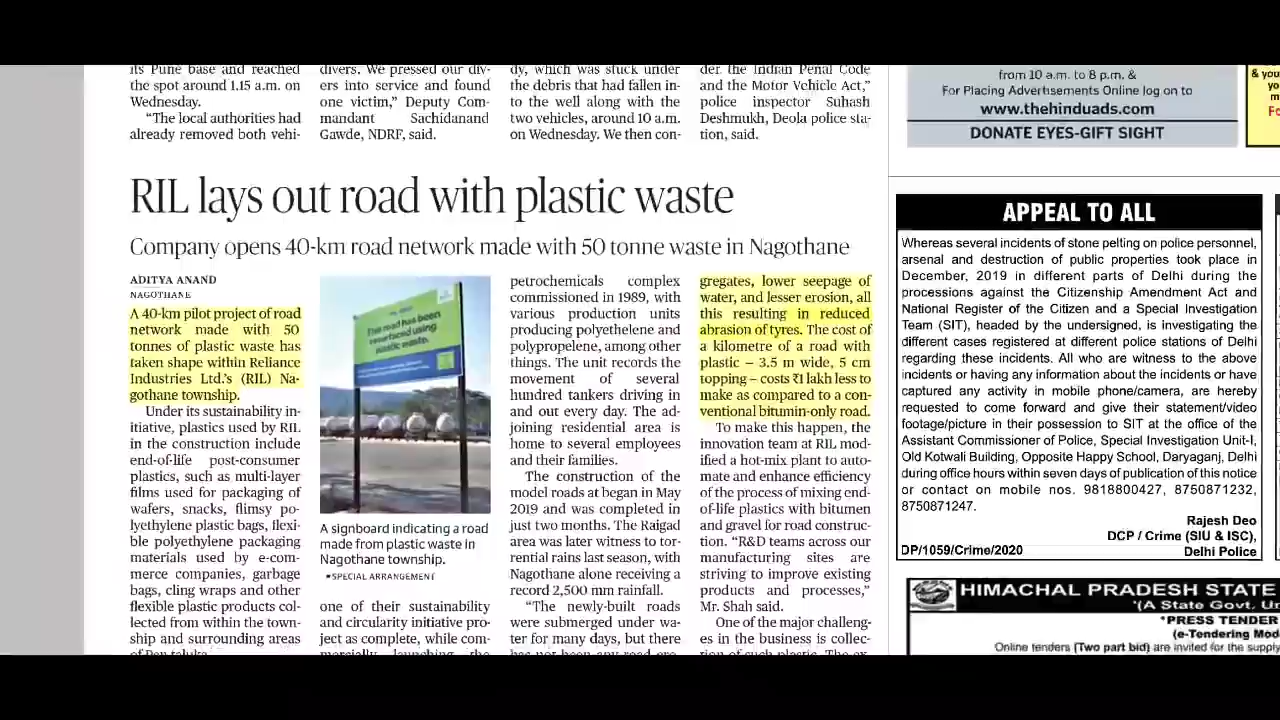 its Pune base and reached
the spot around 1.15 a.m. on
Wednesday.
“The local authorities had
already removed both vehi-
divers. We pressed our div-
ers into service and found
one victim,” Deputy Com-
mandant Sachidanand
Gawde, NDRF, said.
dy, which was stuck under
the debris that had fallen in-
to the well along with the
two vehicles, around 10 a.m.
on Wednesday. We then con-
der the Indian Penal Code
and the Motor Vehicle Act,”
police inspector Suhash
Deshmukh, Deola police sta-
tion, said.
RIL lays out road with plastic waste
Company opens 40-km road network made with 50 tonne waste in Nagothane
ADITYA ANAND
NAGOTHANE
A 40-km pilot project of road
network made with 50
tonnes of plastic waste has
taken shape within Reliance
Industries Ltd.’s (RIL) Na-
gothane township.
Under its sustainability in-
itiative, plastics used by RIL
in the construction include
end-of-life post-consumer
plastics, such as multi-layer
films used for packaging of
wafers, snacks, flimsy po-
lyethylene plastic bags, flexi-
ble polyethylene packaging
materials used by e-com-
merce companies, garbage
bags, cling wraps and other
flexible plastic products col-
lected from within the town-
ship and surrounding areas
of Pen taluka.
This road has been
resurfaced using
plastic waste.
A signboard indicating a road
made from plastic waste in
Nagothane township.
▪SPECIAL ARRANGEMENT
one of their sustainability
and circularity initiative pro-
ject as complete, while com-
mercially launching the
petrochemicals complex
commissioned in 1989, with
various production units
producing polyethelene and
polypropelene, among other
things. The unit records the
movement of several
hundred tankers driving in
and out every day. The ad-
joining residential area is
home to several employees
and their families.
The construction of the
model roads at began in May
2019 and was completed in
just two months. The Raigad
area was later witness to tor-
rential rains last season, with
Nagothane alone receiving a
record 2,500 mm rainfall.
“The newly-built roads
were submerged under wa-
ter for many days, but there
has not been any road ero-
gregates, lower seepage of
water, and lesser erosion, all
this resulting in reduced
abrasion of tyres. The cost of
a kilometre of a road with
plastic – 3.5 m wide, 5 cm
topping – costs ₹1 lakh less to
make as compared to a con-
ventional bitumin-only road.
To make this happen, the
innovation team at RIL mod-
ified a hot-mix plant to auto-
mate and enhance efficiency
of the process of mixing end-
of-life plastics with bitumen
and gravel for road construc-
tion. “R&D teams across our
manufacturing sites are
striving to improve existing
products and processes,”
Mr. Shah said.
One of the major challeng-
es in the business is collec-
tion of such plastic. The ex-
from 10 a.m. to 8 p.m. &
For Placing Advertisements Online log on to
www.thehinduads.com
DONATE EYES-GIFT SIGHT
& you
yo
m
Fo
APPEAL TO ALL
Whereas several incidents of stone pelting on police personnel,
arsenal and destruction of public properties took place in
December, 2019 in different parts of Delhi during the
processions against the Citizenship Amendment Act and
National Register of the Citizen and a Special Investigation
Team (SIT), headed by the undersigned, is investigating the
different cases registered at different police stations of Delhi
regarding these incidents. All who are witness to the above
incidents or having any information about the incidents or have
captured any activity in mobile phone/camera, are hereby
requested to come forward and give their statement/video
footage/picture in their possession to SIT at the office of the
Assistant Commissioner of Police, Special Investigation Unit-I,
Old Kotwali Building, Opposite Happy School, Daryaganj, Delhi
during office hours within seven days of publication of this notice
or contact on mobile nos. 9818800427, 8750871232,
8750871247.
Rajesh Deo
DCP / Crime (SIU & ISC),
DP/1059/Crime/2020 Delhi Police
HIMACHAL PRADESH STATE
'(A State Govt. Un
*PRESS TENDER
(e-Tendering Mod
Online tenders (Two part bid) are invited for the supply